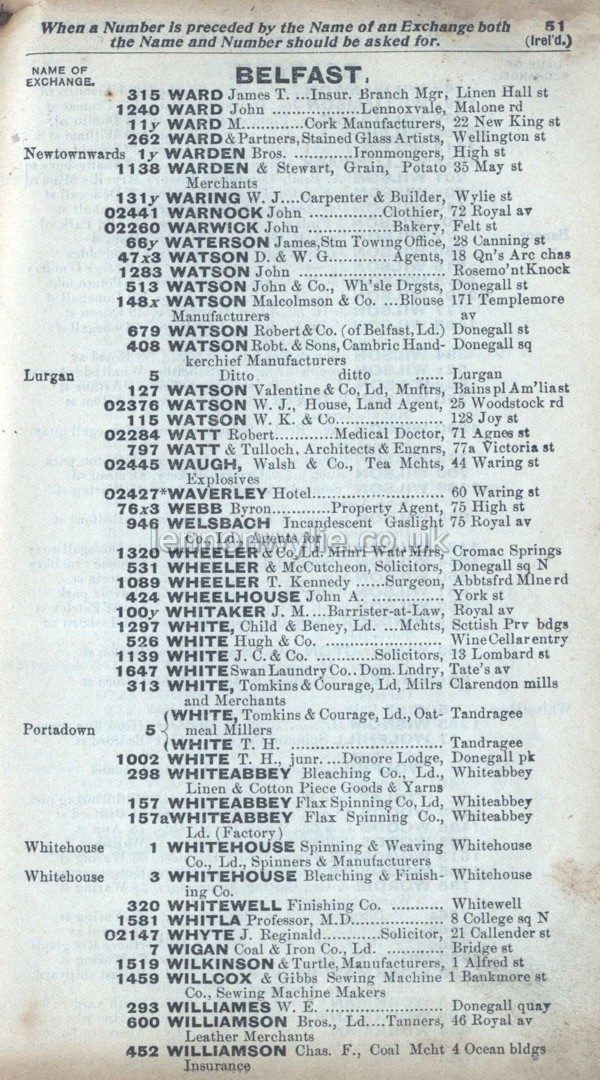 When a Number is preceded by the Name of an Exchange both 51
the Name and Number should be asked for. (Irel'd.)
NAME OF
EXCHANGE.
BELFAST.
315 WARD James T. ...Insur. Branch Mgr, Linen Hall st
1240 WARD John ..............Lennoxvale, Malone rd
11y WARD M.............Cork Manufacturers, 22 New King st
262 WARD & Partners, Stained Glass Artists, Wellington st
Newtownwards 1y WARDEN Bros. ............Ironmongers, High st
1138 WARDEN & Stewart, Grain, Potato 35 May st
Merchants
131y WARING W. J....Carpenter & Builder, Wylie st
02441 WARNOCK John ..............Clothier, 72 Royal av
02260 WARWICK John ................Bakery, Felt st
66y WATERSON James, Stm Towing Office, 28 Canning st
47x3 WATSON D. & W. G............Agents, 18 Qn's Arc chas
1283 WATSON John ........................ Rosemo'nt Knock
513 WATSON John & Co., Wh'sle Drgsts, Donegall st
148x WATSON Malcolmson & Co. ...Blouse 171 Templemore
Manufacturers av
679 WATSON Robert & Co. (of Belfast, Ld.) Donegall st
408 WATSON Robt. & Sons, Cambric Hand- Donegall sq
kerchief Manufacturers
Lurgan 5 Ditto ditto ...... Lurgan
127 WATSON Valentine & Co, Ld, Mnftrs, Bains pl Am'lia st
02376 WATSON W. J., House, Land Agent, 25 Woodstock rd
115 WATSON W. K. & Co................... 128 Joy st
02284 WATT Robert............Medical Doctor, 71 Agnes st
797 WATT & Tulloch, Architects & Engnrs, 77a Victoria st
02445 WAUGH, Walsh & Co., Tea Mchts, 44 Waring st
Explosives
02427*WAVERLEY Hotel....................... 60 Waring st
76x3 WEBB Byron............Property Agent, 75 High st
946 WELSBACH Incandescent Gaslight 75 Royal av
Co, Ld, Agents for
lennonwylie.co.uk
1320 WHEELER & Co, Ld. Minrl Watr Mfrs, Cromac Springs
531 WHEELER & McCutcheon, Solicitors, Donegall sq N
1089 WHEELER T. Kennedy ......Surgeon, Abbtsfrd Mlne rd
424 WHEELHOUSE John A. .............. York st
100y WHITAKER J. M....Barrister-at-Law, Royal av
1297 WHITE, Child & Beney, Ld. ...Mchts, Scttish Prv bdgs
526 WHITE Hugh & Co. ....................... Wine Cellar entry
1139 WHITE J. C. & Co. ............Solicitors, 13 Lombard st
1647 WHITE Swan Laundry Co.. Dom. Lndry, Tate's av
313 WHITE, Tomkins & Courage, Ld, Milrs Clarendon mills
and Merchants
WHITE, Tomkins & Courage, Ld., Oat- Tandragee
Portadown 5 meal Millers
WHITE T. H. .............................. Tandragee
1002 WHITE T. H., junr. ...Donore Lodge, Donegall pk
298 WHITEABBEY Bleaching Co., Ld., Whiteabbey
Linen & Cotton Piece Goods & Yarns
157 WHITEABBEY Flax Spinning Co, Ld, Whiteabbey
157a WHITEABBEY Flax Spinning Co., Whiteabbey
Ld. (Factory)
Whitehouse 1 WHITEHOUSE Spinning & Weaving Whitehouse
Co., Ld., Spinners & Manufacturers
Whitehouse 3 WHITEHOUSE Bleaching & Finish- Whitehouse
ing Co.
320 WHITEWELL Finishing Co. .......... Whitewell
1581 WHITLA Professor, M.D................. 8 College sq N
02147 WHYTE J. Reginald............Solicitor, 21 Callender st
7 WIGAN Coal & Iron Co., Ld. ............ Bridge st
1519 WILKINSON & Turtle, Manufacturers, 1 Alfred st
1459 WILLCOX & Gibbs Sewing Machine 1 Bankmore st
Co., Sewing Machine Makers
293 WILLIAMES W. E. ....................... Donegall quay
600 WILLIAMSON Bros., Ld....Tanners, 46 Royal av
Leather Merchants
452 WILLIAMSON Chas. F., Coal Mcht 4 Ocean bldgs
Insurance